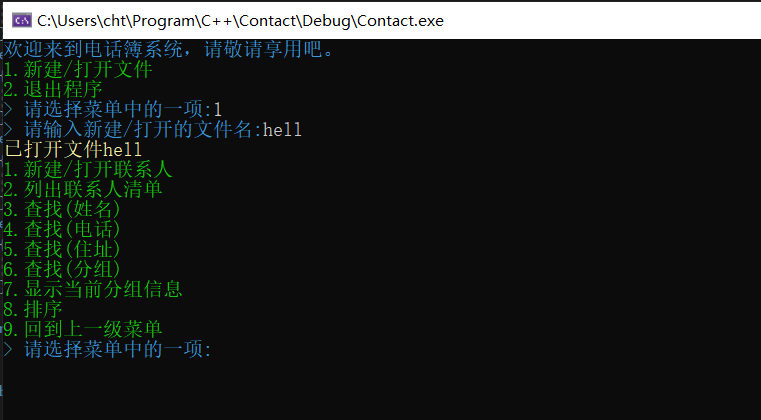 C:\Users\cht\Program\C++\Contact\Debug\Contact.exe
欢迎来到电话簿系统，请敬请享用吧。
1.新建/打开文件
2.退出程序
> 请选择菜单中的一项:1
> 请输入新建/打开的文件名:hell
已打开文件hell
1.新建/打开联系人
2.列出联系人清单
3.查找(姓名)
4.查找(电话)
5.查找(住址)
6.查找(分组)
7.显示当前分组信息
8.排序
9.回到上一级菜单
> 请选择菜单中的一项: